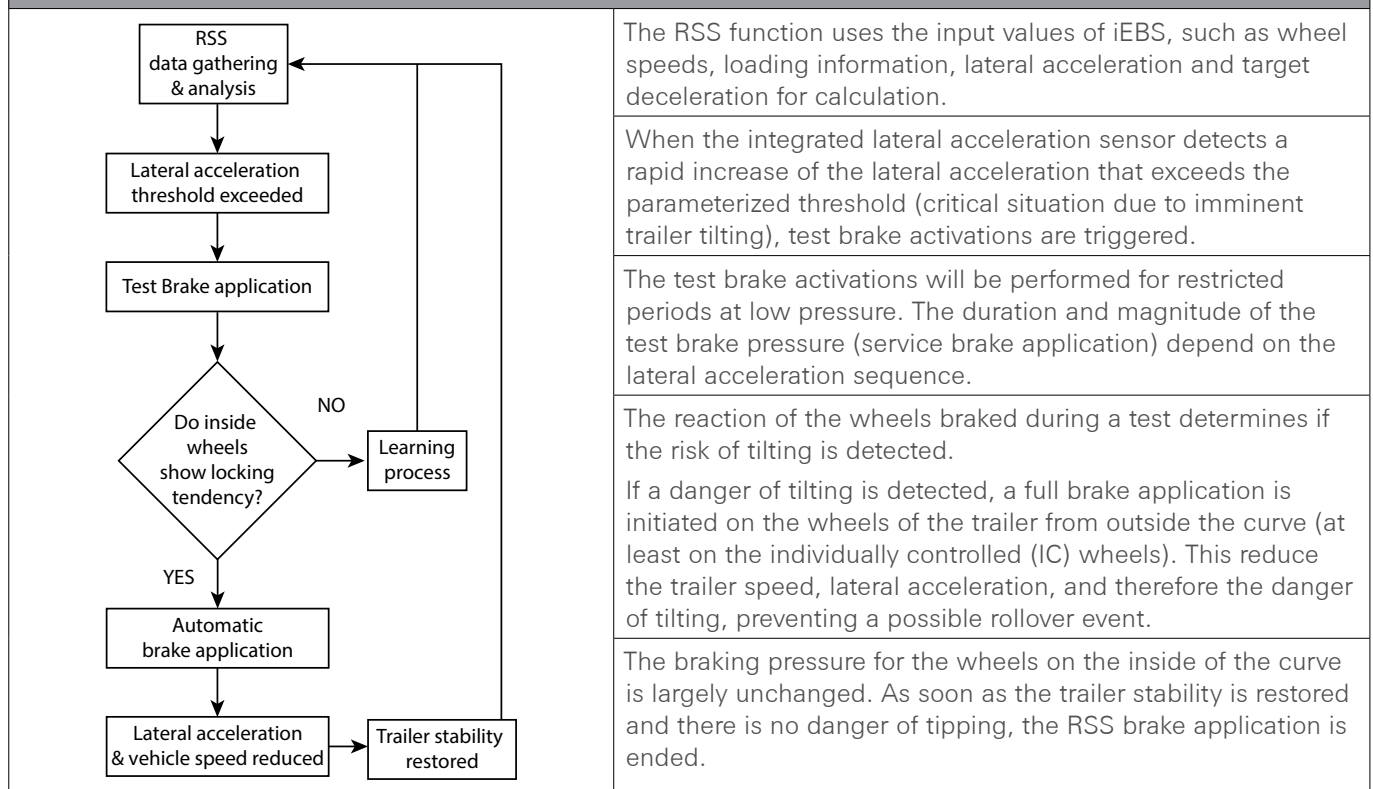 RSS
data gathering
& analysis
Lateral acceleration
threshold exceeded
Test Brake application
Do inside
wheels
show locking
tendency?
NO
Learning
process
YES
Automatic
brake application
Lateral acceleration
& vehicle speed reduced
Trailer stability
restored
The RSS function uses the input values of iEBS, such as wheel
speeds, loading information, lateral acceleration and target
deceleration for calculation.
When the integrated lateral acceleration sensor detects a
rapid increase of the lateral acceleration that exceeds the
parameterized threshold (critical situation due to imminent
trailer tilting), test brake activations are triggered.
The test brake activations will be performed for restricted
periods at low pressure. The duration and magnitude of the
test brake pressure (service brake application) depend on the
lateral acceleration sequence.
The reaction of the wheels braked during a test determines if
the risk of tilting is detected.
If a danger of tilting is detected, a full brake application is
initiated on the wheels of the trailer from outside the curve (at
least on the individually controlled (IC) wheels). This reduce
the trailer speed, lateral acceleration, and therefore the danger
of tilting, preventing a possible rollover event.
The braking pressure for the wheels on the inside of the curve
is largely unchanged. As soon as the trailer stability is restored
and there is no danger of tipping, the RSS brake application is
ended.